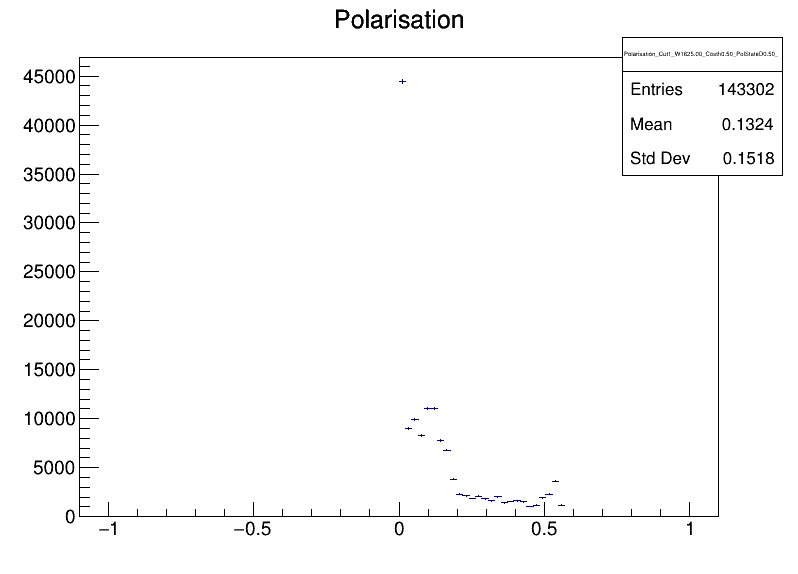 Polarisation
Polarisation_Cut1_W1625.00_Costh0.50_PolStateD0.50_
Entries 143302
Mean 0.1324
Std Dev 0.1518
45000
40000
35000
30000
25000
20000
15000
10000
5000
0
−1 −0.5 0 0.5 1